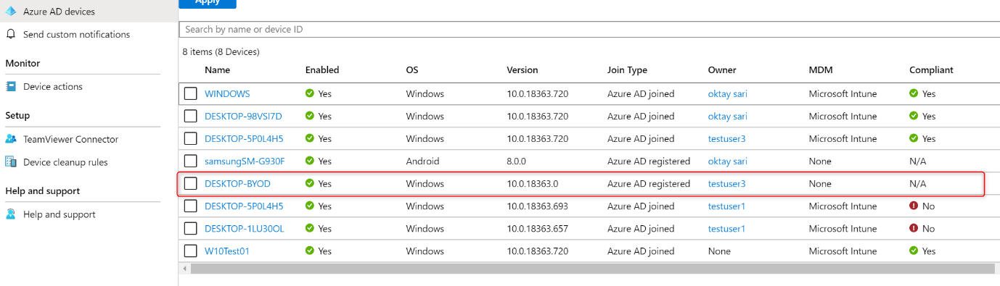 Azure AD devices
Send custom notifications
Monitor
Device actions
Setup
TeamViewer Connector
Device cleanup rules
Help and support
Help and support
Apply
Search by name or device ID
8 items (8 Devices)
Name Enabled OS Version Join Type Owner MDM Compliant
WINDOWS Yes Windows 10.0.18363.720 Azure AD joined oktay sari Microsoft Intune Yes
DESKTOP-98VSI7D Yes Windows 10.0.18363.720 Azure AD joined oktay sari Microsoft Intune Yes
DESKTOP-5P0L4H5 Yes Windows 10.0.18363.720 Azure AD joined testuser3 Microsoft Intune Yes
samsungSM-G930F Yes Android 8.0.0 Azure AD registered oktay sari None N/A
DESKTOP-BYOD Yes Windows 10.0.18363.0 Azure AD registered testuser3 None N/A
DESKTOP-5P0L4H5 Yes Windows 10.0.18363.693 Azure AD joined testuser1 Microsoft Intune No
DESKTOP-1LU30OL Yes Windows 10.0.18363.657 Azure AD joined testuser1 Microsoft Intune No
W10Test01 Yes Windows 10.0.18363.720 Azure AD joined None Microsoft Intune Yes